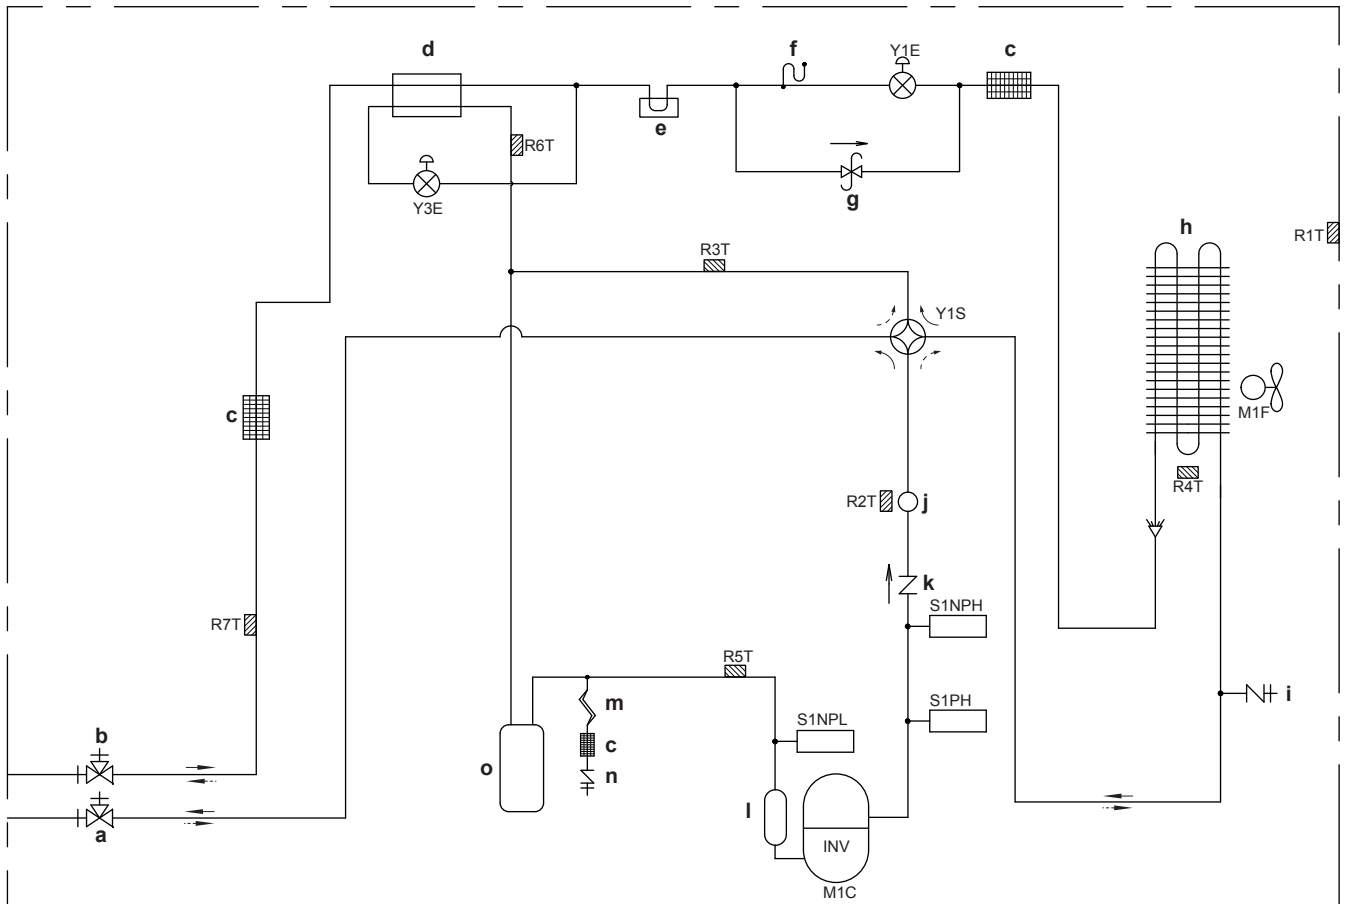 d
f
Y1E
c
e
R6T
Y3E
g
h
R1T
R3T
Y1S
c
M1F
R4T
R2T
j
k
S1NPH
R7T
R5T
m
S1PH
i
S1NPL
b
c
o
n
l
a
INV
M1C